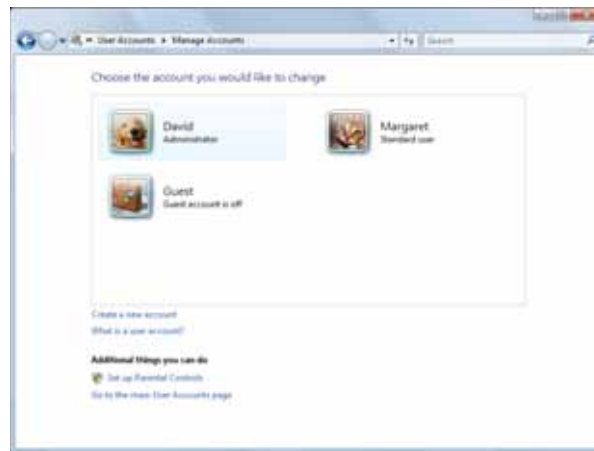 User Accounts ▸ Manage Accounts
Search
Choose the account you would like to change
David
Administrator
Margaret
Standard user
Guest
Guest account is off
Create a new account
What is a user account?
Additional things you can do
Set up Parental Controls
Go to the main User Accounts page